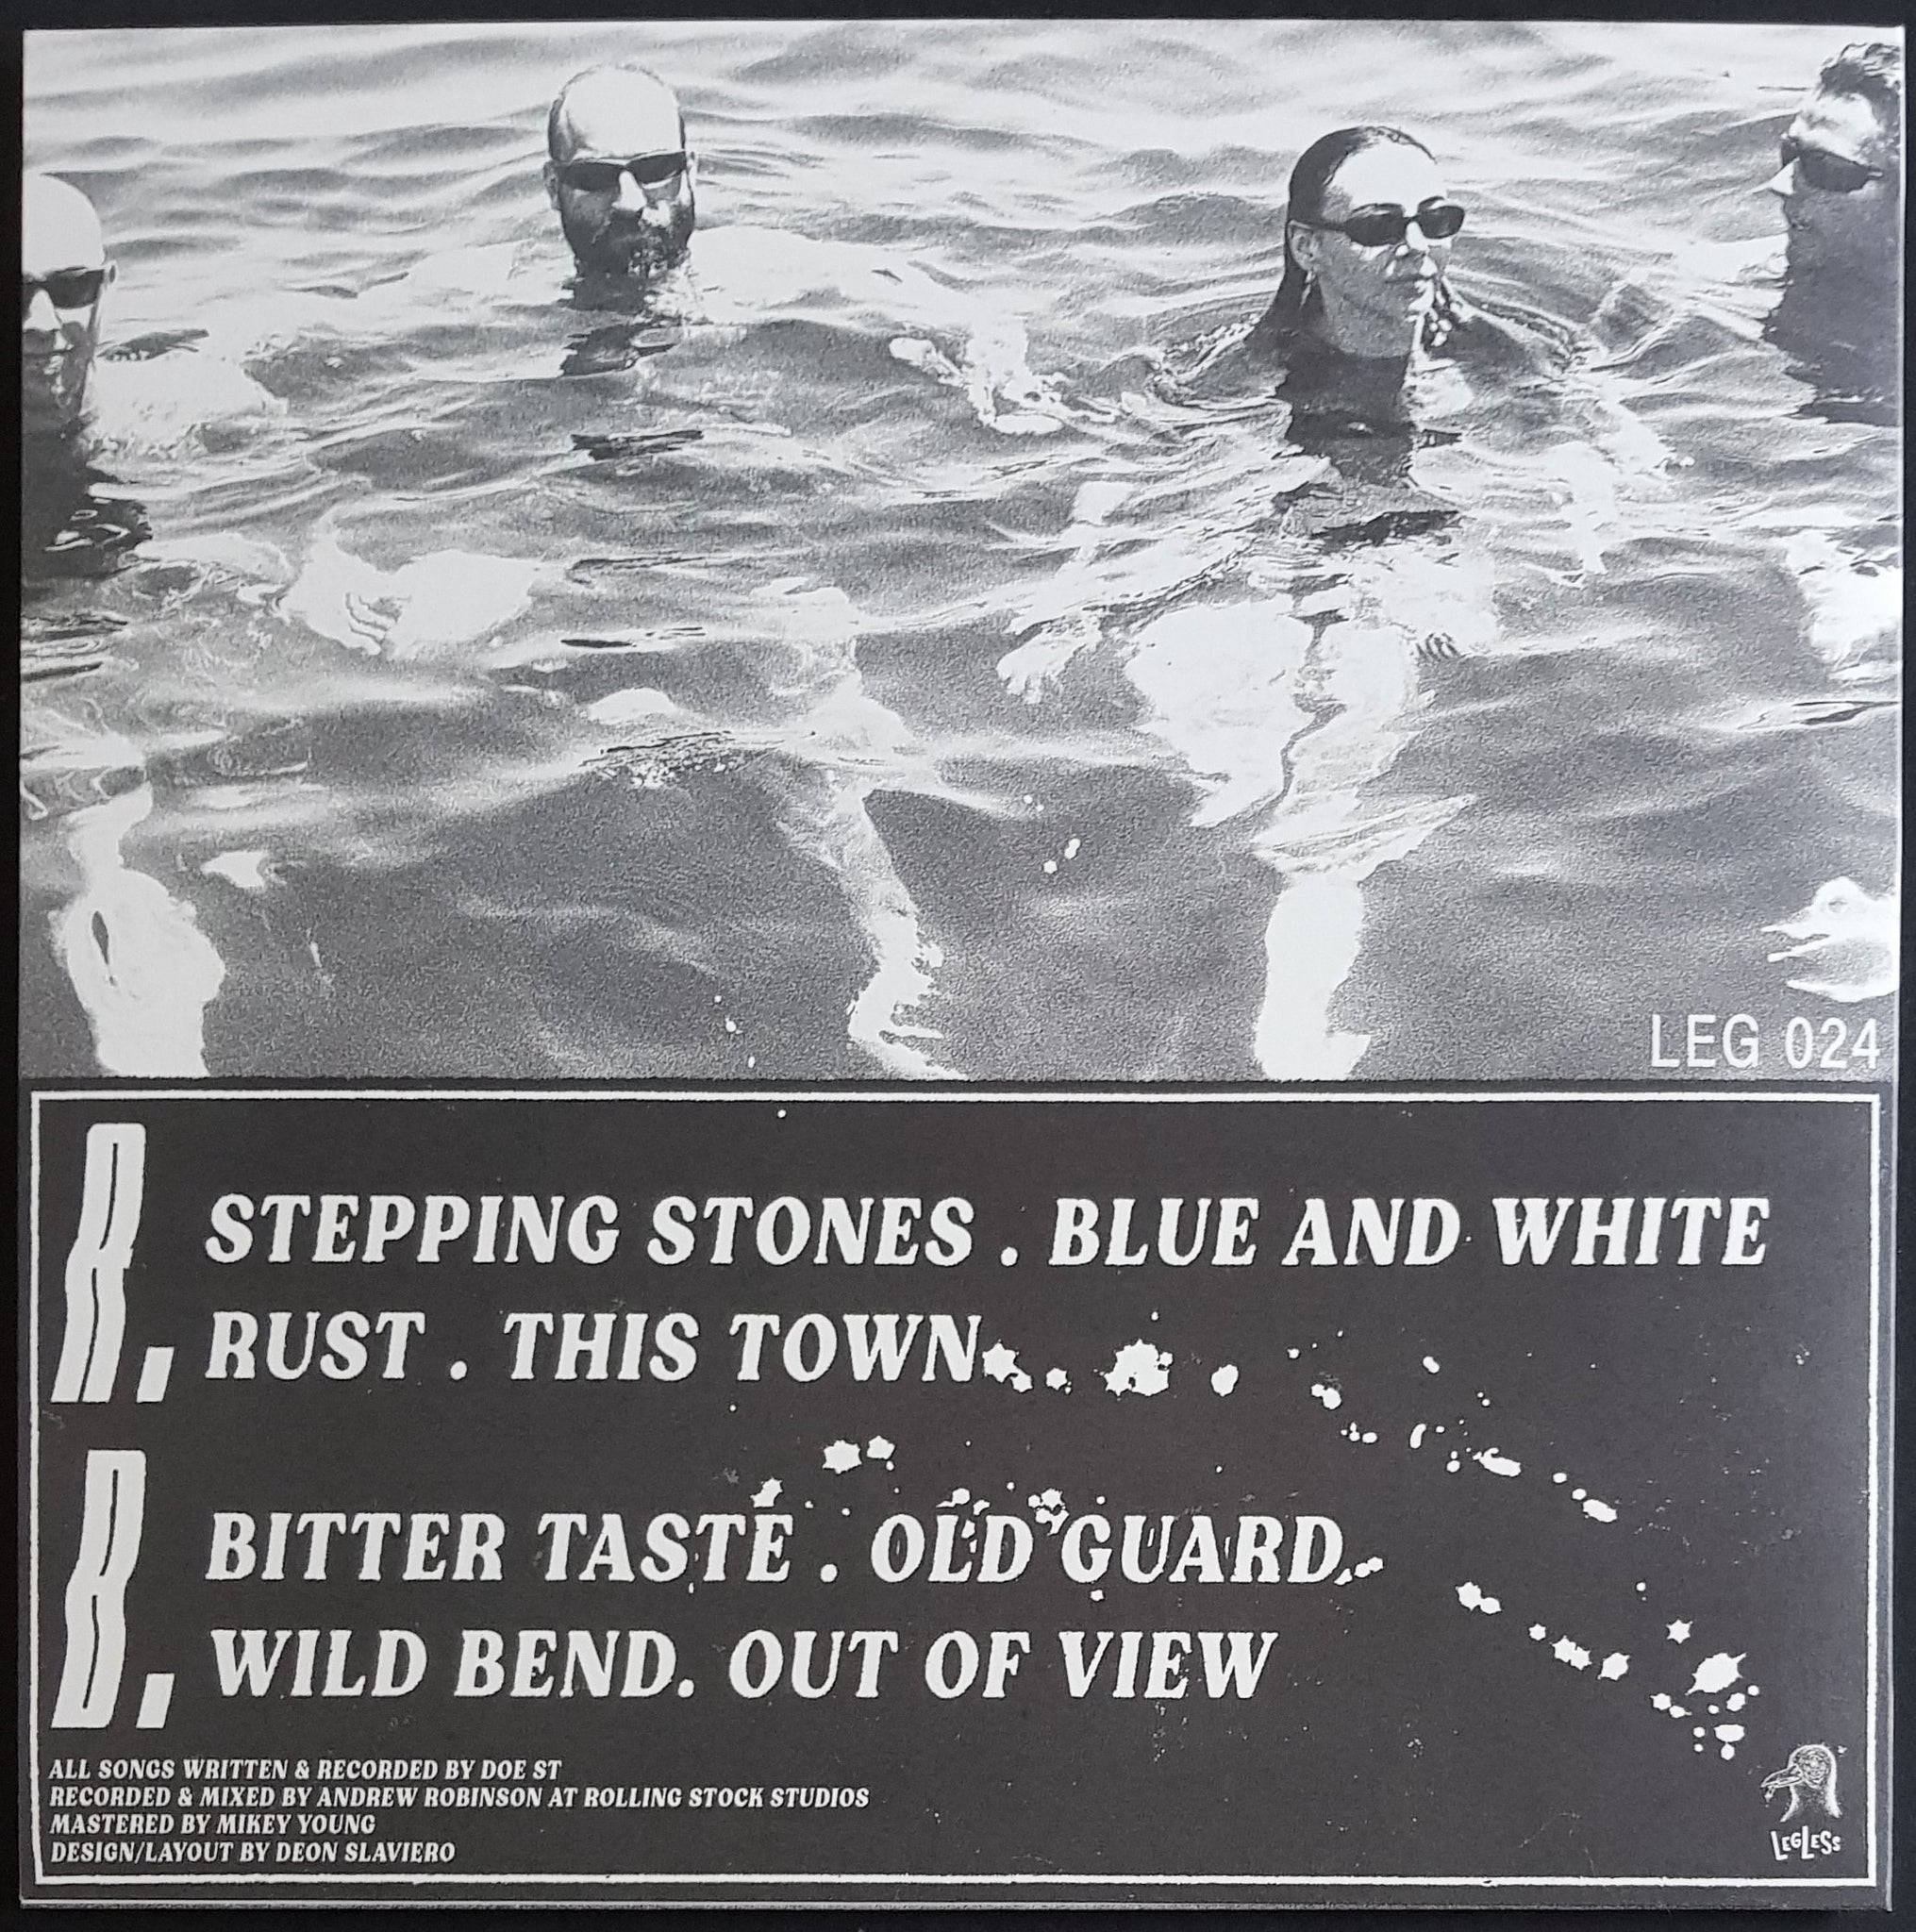 LEG 024
A.
STEPPING STONES . BLUE AND WHITE
RUST . THIS TOWN
B.
BITTER TASTE . OLD GUARD
WILD BEND. OUT OF VIEW
ALL SONGS WRITTEN & RECORDED BY DOE ST
RECORDED & MIXED BY ANDREW ROBINSON AT ROLLING STOCK STUDIOS
MASTERED BY MIKEY YOUNG
DESIGN/LAYOUT BY DEON SLAVIERO
LEGLESS